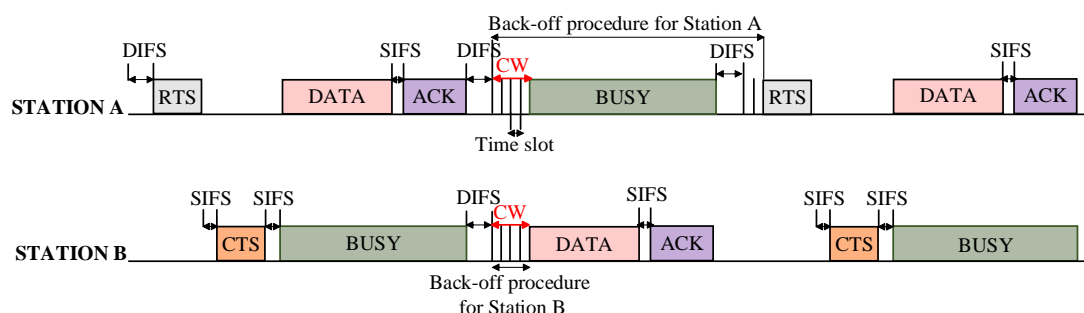 Back-off procedure for Station A
DIFS SIFS DIFS DIFS SIFS
CW
STATION A RTS DATA ACK BUSY RTS DATA ACK
Time slot
SIFS SIFS DIFS SIFS SIFS SIFS
CW
STATION B CTS BUSY DATA ACK CTS BUSY
Back-off procedure
for Station B